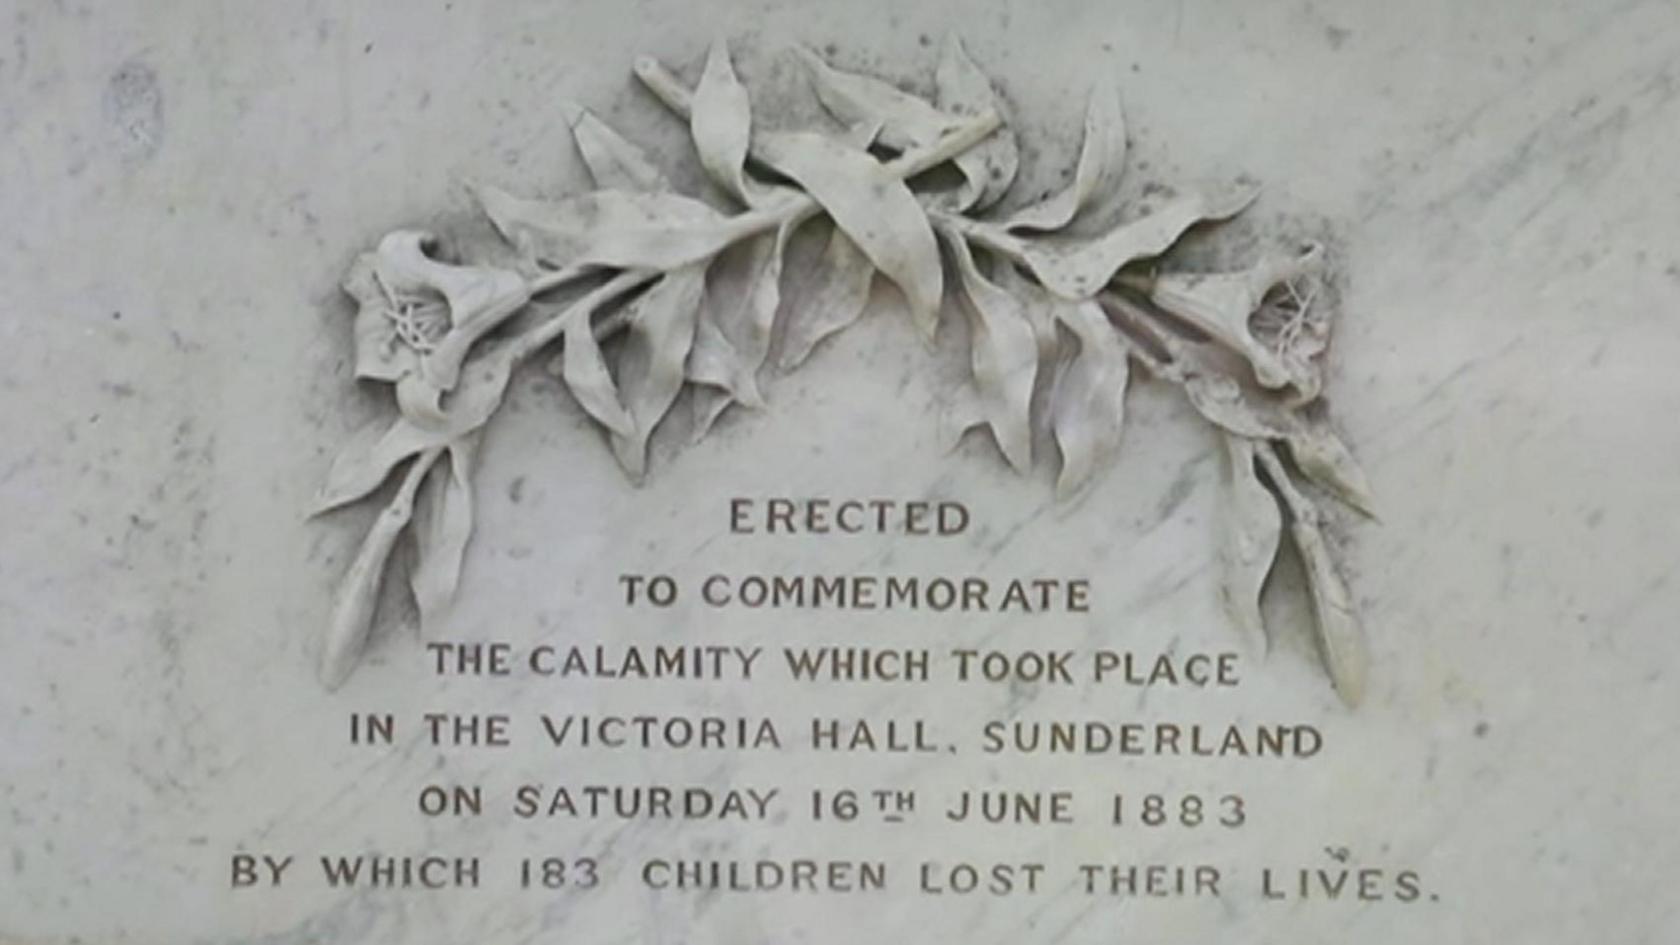 ERECTED
TO COMMEMORATE
THE CALAMITY WHICH TOOK PLACE
IN THE VICTORIA HALL, SUNDERLAND
ON SATURDAY 16TH JUNE 1883
BY WHICH 183 CHILDREN LOST THEIR LIVES.